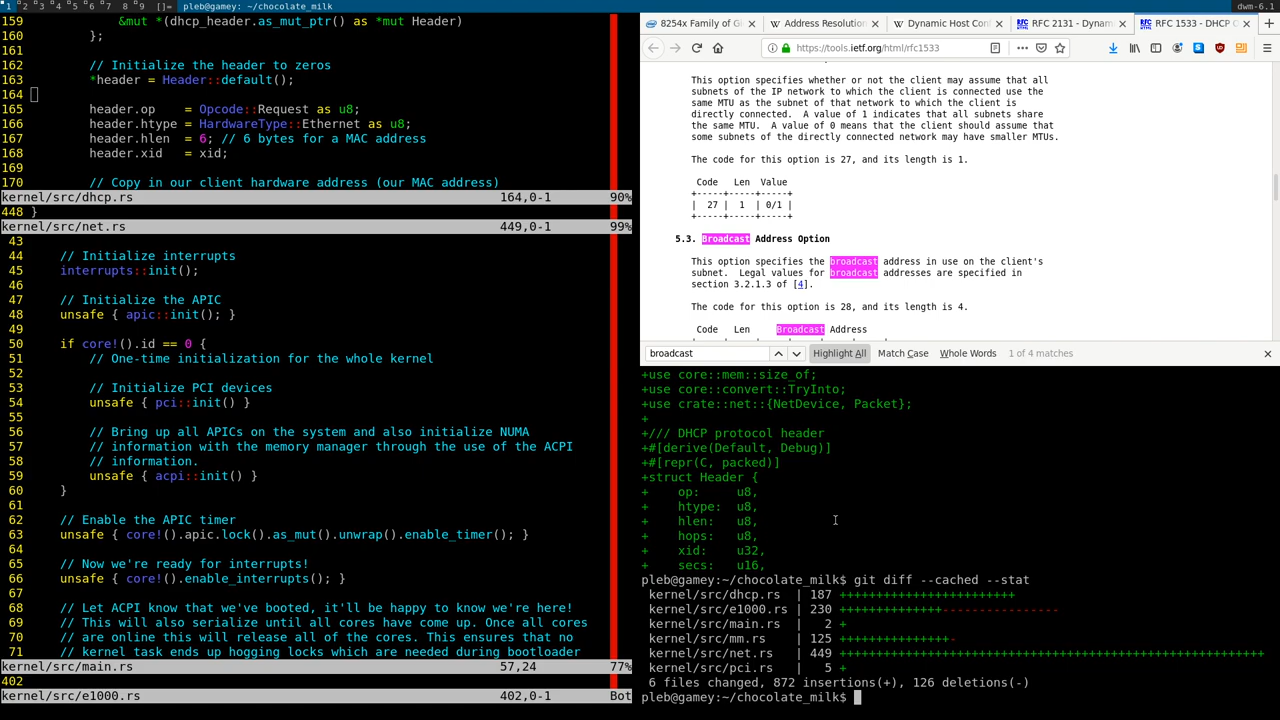 1 2 3 4 5 6 7 8 9 []= pleb@gamey: ~/chocolate_milk dwm-6.1
159 &mut *(dhcp_header.as_mut_ptr() as *mut Header)
160 };
161
162 // Initialize the header to zeros
163 *header = Header::default();
164
165 header.op = Opcode::Request as u8;
166 header.htype = HardwareType::Ethernet as u8;
167 header.hlen = 6; // 6 bytes for a MAC address
168 header.xid = xid;
169
170 // Copy in our client hardware address (our MAC address)
kernel/src/dhcp.rs 164,0-1 90%
448 }
kernel/src/net.rs 449,0-1 99%
43
44 // Initialize interrupts
45 interrupts::init();
46
47 // Initialize the APIC
48 unsafe { apic::init(); }
49
50 if core!().id == 0 {
51 // One-time initialization for the whole kernel
52
53 // Initialize PCI devices
54 unsafe { pci::init() }
55
56 // Bring up all APICs on the system and also initialize NUMA
57 // information with the memory manager through the use of the ACPI
58 // information.
59 unsafe { acpi::init() }
60 }
61
62 // Enable the APIC timer
63 unsafe { core!().apic.lock().as_mut().unwrap().enable_timer(); }
64
65 // Now we're ready for interrupts!
66 unsafe { core!().enable_interrupts(); }
67
68 // Let ACPI know that we've booted, it'll be happy to know we're here!
69 // This will also serialize until all cores have come up. Once all cores
70 // are online this will release all of the cores. This ensures that no
71 // kernel task ends up hogging locks which are needed during bootloader
kernel/src/main.rs 57,24 77%
402
kernel/src/e1000.rs 402,0-1 Bot
8254x Family of Gi
Address Resolution
Dynamic Host Conf
RFC 2131 - Dynam
RFC 1533 - DHCP O
https://tools.ietf.org/html/rfc1533
This option specifies whether or not the client may assume that all
subnets of the IP network to which the client is connected use the
same MTU as the subnet of that network to which the client is
directly connected. A value of 1 indicates that all subnets share
the same MTU. A value of 0 means that the client should assume that
some subnets of the directly connected network may have smaller MTUs.
The code for this option is 27, and its length is 1.
Code Len Value
+-----+-----+-----+
| 27 | 1 | 0/1 |
+-----+-----+-----+
5.3. Broadcast Address Option
This option specifies the broadcast address in use on the client's
subnet. Legal values for broadcast addresses are specified in
section 3.2.1.3 of [4].
The code for this option is 28, and its length is 4.
Code Len Broadcast Address
broadcast Highlight All Match Case Whole Words 1 of 4 matches
+use core::mem::size_of;
+use core::convert::TryInto;
+use crate::net::{NetDevice, Packet};
+
+/// DHCP protocol header
+#[derive(Default, Debug)]
+#[repr(C, packed)]
+struct Header {
+ op: u8,
+ htype: u8,
+ hlen: u8,
+ hops: u8,
+ xid: u32,
+ secs: u16,
pleb@gamey:~/chocolate_milk$ git diff --cached --stat
kernel/src/dhcp.rs | 187 ++++++++++++++++++++++++
kernel/src/e1000.rs | 230 ++++++++++++++----------------
kernel/src/main.rs | 2 +
kernel/src/mm.rs | 125 +++++++++++++++-
kernel/src/net.rs | 449 ++++++++++++++++++++++++++++++++++++++++++++++++++++++++++
kernel/src/pci.rs | 5 +
6 files changed, 872 insertions(+), 126 deletions(-)
pleb@gamey:~/chocolate_milk$